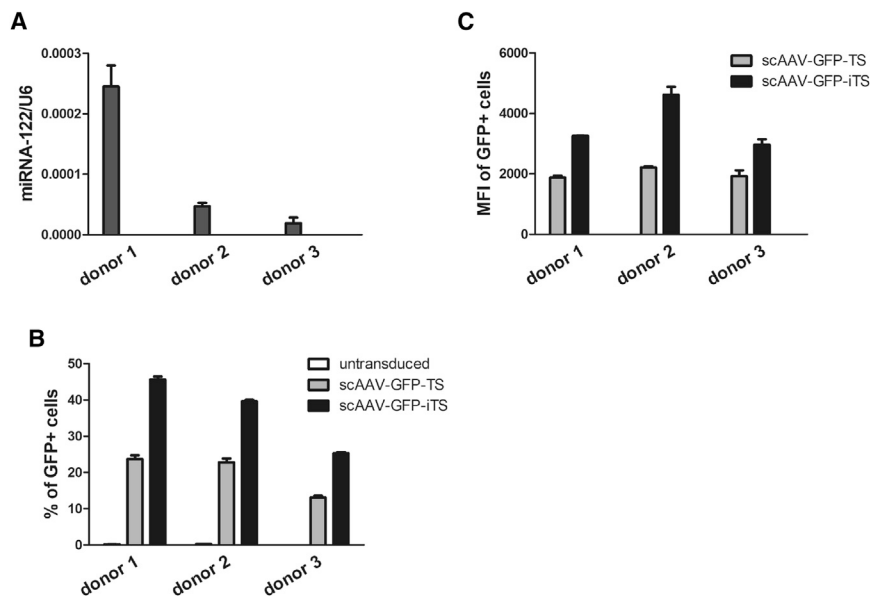 A
miRNA-122/U6
0.0003
0.0002
0.0001
0.0000
donor 1
donor 2
donor 3
B
% of GFP+ cells
50
40
30
20
10
0
untransduced
scAAV-GFP-TS
scAAV-GFP-iTS
donor 1
donor 2
donor 3
C
MFI of GFP+ cells
6000
4000
2000
0
scAAV-GFP-TS
scAAV-GFP-iTS
donor 1
donor 2
donor 3